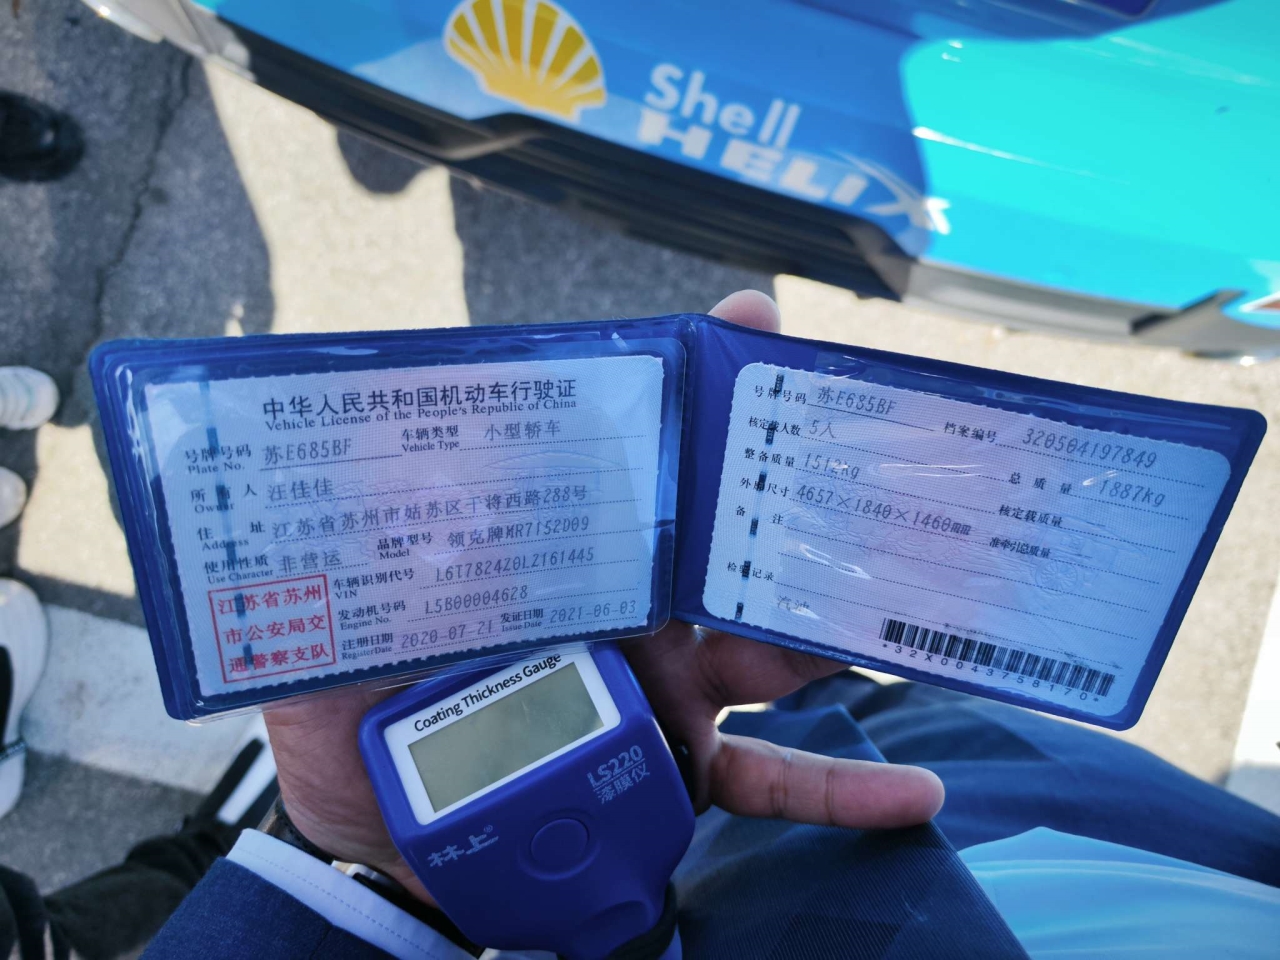 Shell
HELIX
中华人民共和国机动车行驶证
Vehicle License of the People's Republic of China
号牌号码 苏E685BF 车辆类型 小型轿车
Plate No. Vehicle Type
所有人 汪佳佳
Owner
住址 江苏省苏州市姑苏区干将西路288号
Address
使用性质 非营运 品牌型号 领克牌MR7152D09
Use Character Model
江苏省苏州
市公安局交
通警察支队
车辆识别代号 L6T7824Z0LZ161445
VIN
发动机号码 L5B00004628
Engine No.
注册日期 2020-07-21 发证日期 2021-06-03
Register Date Issue Date
号牌号码 苏E685BF 档案编号 320504197849
核定载人数 5人 总质量 1887kg
整备质量 1512kg 核定载质量
外廓尺寸 4657×1840×1460mm 准牵引总质量
备注
检验记录
汽油
*32X0043758170*
Coating Thickness Gauge
LS220
漆膜仪
林上®